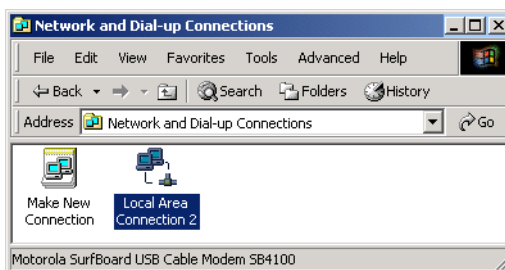 Network and Dial-up Connections
File Edit View Favorites Tools Advanced Help
Back Search Folders History
Address Network and Dial-up Connections Go
Make New Connection
Local Area Connection 2
Motorola SurfBoard USB Cable Modem SB4100